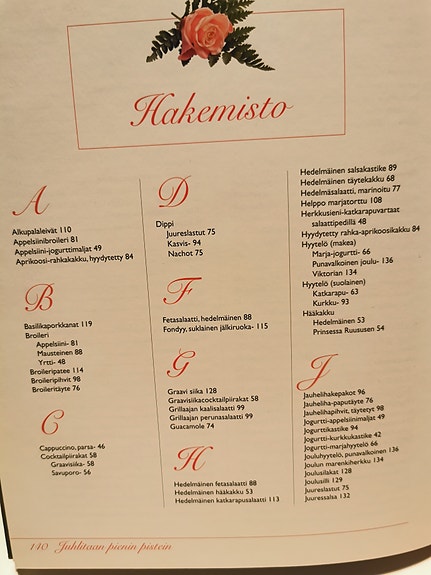 Hakemisto
A
Alkupalaleivät 110
Appelsiinibroileri 81
Appelsiini-jogurttimaljat 49
Aprikoosi-rahkakakku, hyydytetty 84
B
Basilikaporkkanat 119
Broileri
Appelsiini- 81
Mausteinen 88
Yrtti- 48
Broileripatee 114
Broileripihvit 98
Broileritäyte 76
C
Cappuccino, parsa- 46
Cocktailpiirakat 58
Graavisiika- 58
Savuporo- 56
D
Dippi
Juureslastut 75
Kasvis- 94
Nachot 75
F
Fetasalaatti, hedelmäinen 88
Fondyy, suklainen jälkiruoka- 115
G
Graavi siika 128
Graavisiikacocktailpiirakat 58
Grillaajan kaalisalaatti 99
Grillaajan perunasalaatti 99
Guacamole 74
H
Hedelmäinen fetasalaatti 88
Hedelmäinen hääkakku 53
Hedelmäinen katkarapusalaatti 113
Hedelmäinen salsakastike 89
Hedelmäinen täytekakku 68
Hedelmäsalaatti, marinoitu 77
Helppo marjatorttu 108
Herkkusieni-katkarapuvartaat
salaattipedillä 48
Hyydytetty rahka-aprikoosikakku 84
Hyytelö (makea)
Marja-jogurtti- 66
Punavalkoinen joulu- 136
Viktorian 134
Hyytelö (suolainen)
Katkarapu- 63
Kurkku- 93
Hääkakku
Hedelmäinen 53
Prinsessa Ruususen 54
J
Jauhelihakepakot 96
Jauheliha-paputäyte 76
Jauhelihapihvit, täytetyt 98
Jogurtti-appelsiinimaljat 49
Jogurttikastike 94
Jogurtti-kurkkukastike 42
Jogurtti-marjahyytelö 66
Jouluhyytelö, punavalkoinen 136
Joulun marenkiherkku 134
Joulusilakat 128
Jouluailli 129
Juureslastut 75
Juuressalsa 132
140 Juhlitaan pienin pistein